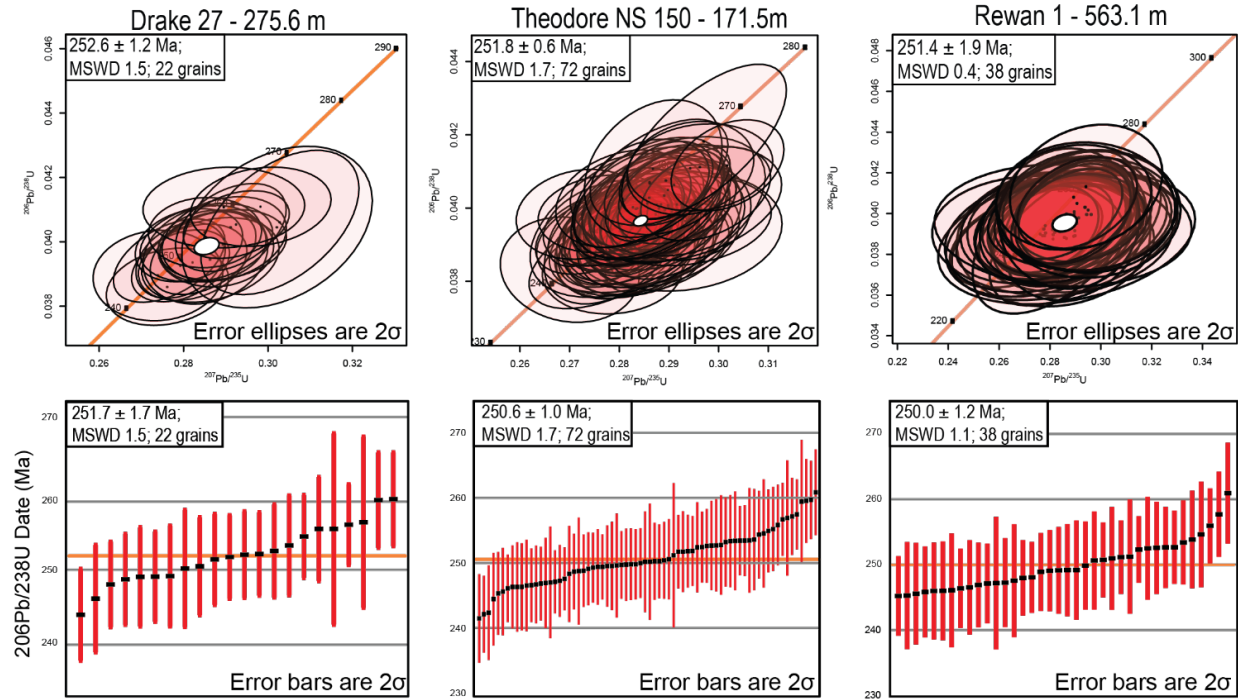 Drake 27 - 275.6 m
252.6 ± 1.2 Ma;
MSWD 1.5; 22 grains
290
280
270
240
0.046
0.044
0.042
0.040
0.038
²⁰⁶Pb/²³⁸U
Error ellipses are 2σ
0.26
0.28
0.30
0.32
²⁰⁷Pb/²³⁵U
Theodore NS 150 - 171.5m
251.8 ± 0.6 Ma;
MSWD 1.7; 72 grains
280
270
240
230
0.044
0.042
0.040
0.038
²⁰⁶Pb/²³⁸U
Error ellipses are 2σ
0.26
0.27
0.28
0.29
0.30
0.31
²⁰⁷Pb/²³⁵U
Rewan 1 - 563.1 m
251.4 ± 1.9 Ma;
MSWD 0.4; 38 grains
300
280
220
0.048
0.046
0.044
0.042
0.040
0.038
0.036
0.034
²⁰⁶Pb/²³⁸U
Error ellipses are 2σ
0.22
0.24
0.26
0.28
0.30
0.32
0.34
²⁰⁷Pb/²³⁵U
206Pb/238U Date (Ma)
251.7 ± 1.7 Ma;
MSWD 1.5; 22 grains
270
260
250
240
Error bars are 2σ
250.6 ± 1.0 Ma;
MSWD 1.7; 72 grains
270
260
250
240
230
Error bars are 2σ
250.0 ± 1.2 Ma;
MSWD 1.1; 38 grains
270
260
250
240
230
Error bars are 2σ